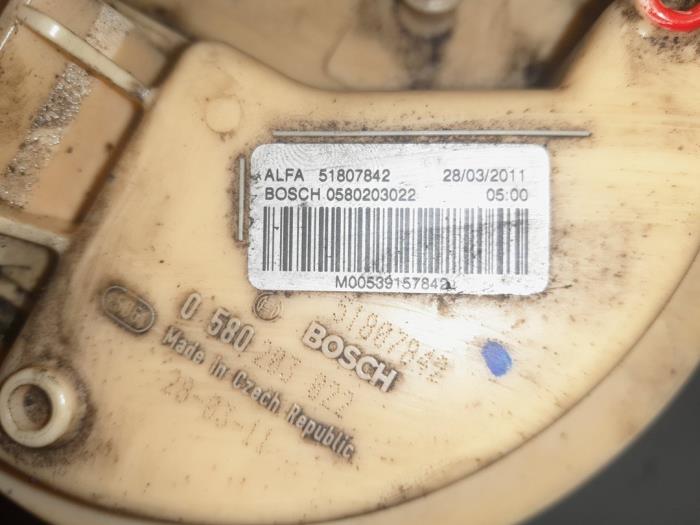 ALFA 51807842 28/03/2011
BOSCH 0580203022 05:00
M00539157842
51807842
BOSCH
0 580 203 022
Made in Czech Republic
28-03-11